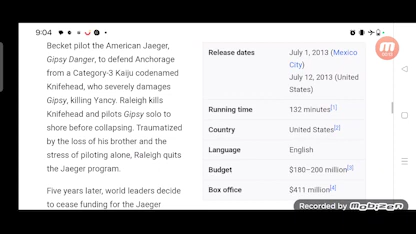 9:04
Becket pilot the American Jaeger,
Gipsy Danger, to defend Anchorage
from a Category-3 Kaiju codenamed
Knifehead, who severely damages
Gipsy, killing Yancy. Raleigh kills
Knifehead and pilots Gipsy solo to
shore before collapsing. Traumatized
by the loss of his brother and the
stress of piloting alone, Raleigh quits
the Jaeger program.
Five years later, world leaders decide
to cease funding for the Jaeger
Release dates July 1, 2013 (Mexico
City)
July 12, 2013 (United
States)
Running time 132 minutes[1]
Country United States[2]
Language English
Budget $180–200 million[3]
Box office $411 million[4]
Recorded by Mobizen